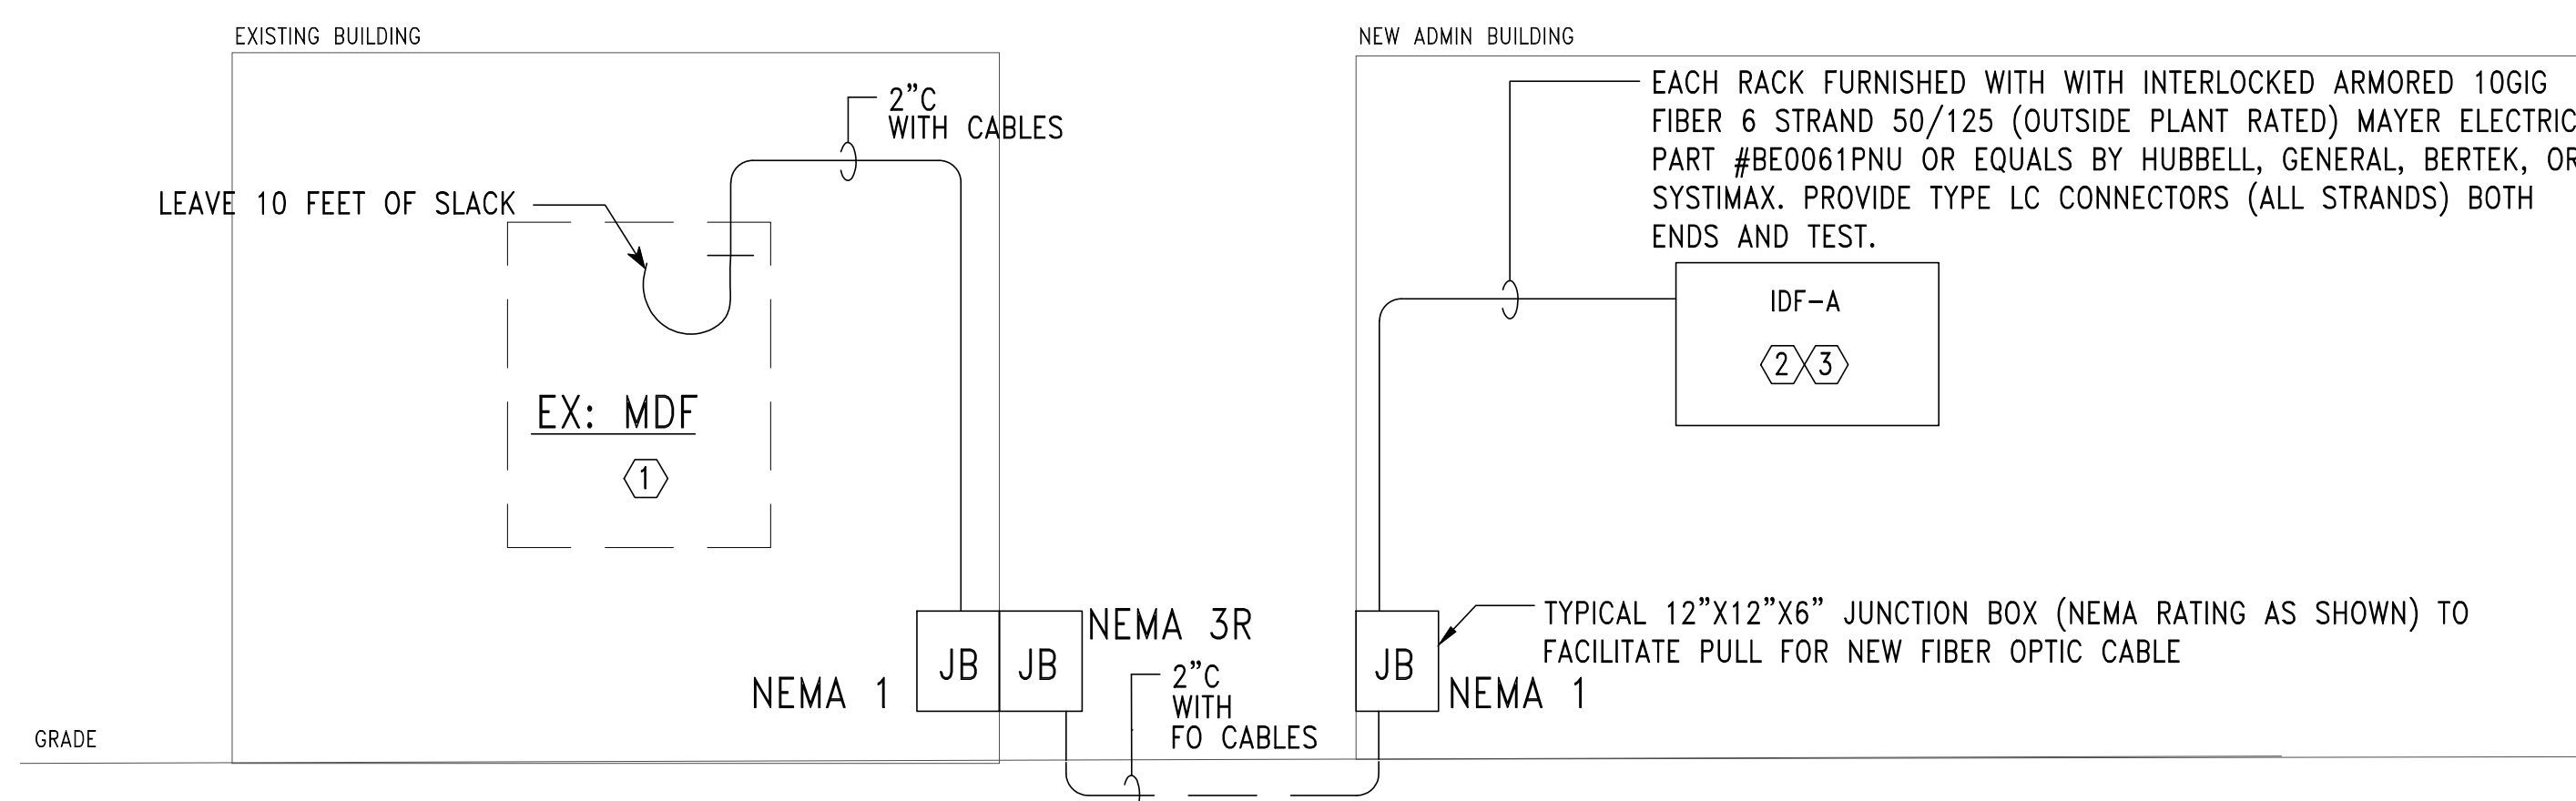 EXISTING BUILDING
2”C
WITH CABLES
LEAVE 10 FEET OF SLACK
EX: MDF
1
NEMA 1
JB
JB
NEMA 3R
2”C
WITH
FO CABLES
GRADE
NEW ADMIN BUILDING
EACH RACK FURNISHED WITH WITH INTERLOCKED ARMORED 10GIG
FIBER 6 STRAND 50/125 (OUTSIDE PLANT RATED) MAYER ELECTRIC
PART #BE0061PNU OR EQUALS BY HUBBELL, GENERAL, BERTEK, OR
SYSTIMAX. PROVIDE TYPE LC CONNECTORS (ALL STRANDS) BOTH
ENDS AND TEST.
IDF-A
2 3
TYPICAL 12”X12”X6” JUNCTION BOX (NEMA RATING AS SHOWN) TO
FACILITATE PULL FOR NEW FIBER OPTIC CABLE
JB
NEMA 1